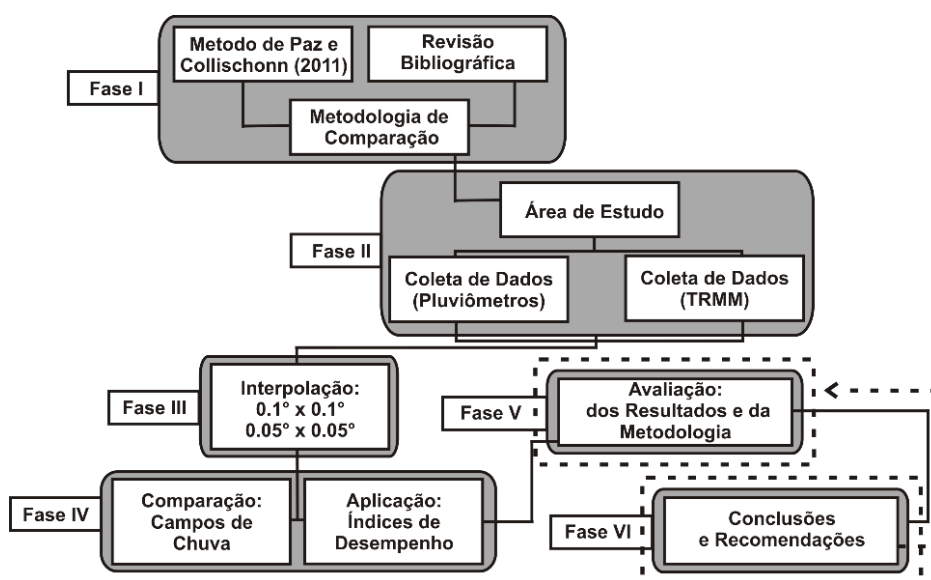 Fase I
Metodo de Paz e
Collischonn (2011)
Revisão
Bibliográfica
Metodologia de
Comparação
Fase II
Área de Estudo
Coleta de Dados
(Pluviômetros)
Coleta de Dados
(TRMM)
Fase III
Interpolação:
0.1° x 0.1°
0.05° x 0.05°
Fase IV
Comparação:
Campos de
Chuva
Aplicação:
Índices de
Desempenho
Fase V
Avaliação:
dos Resultados e da
Metodologia
Fase VI
Conclusões
e Recomendações